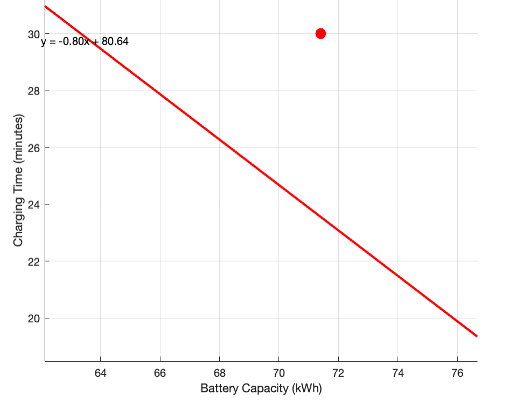 30
y = -0.80x + 80.64
28
26
24
22
20
Charging Time (minutes)
64 66 68 70 72 74 76
Battery Capacity (kWh)